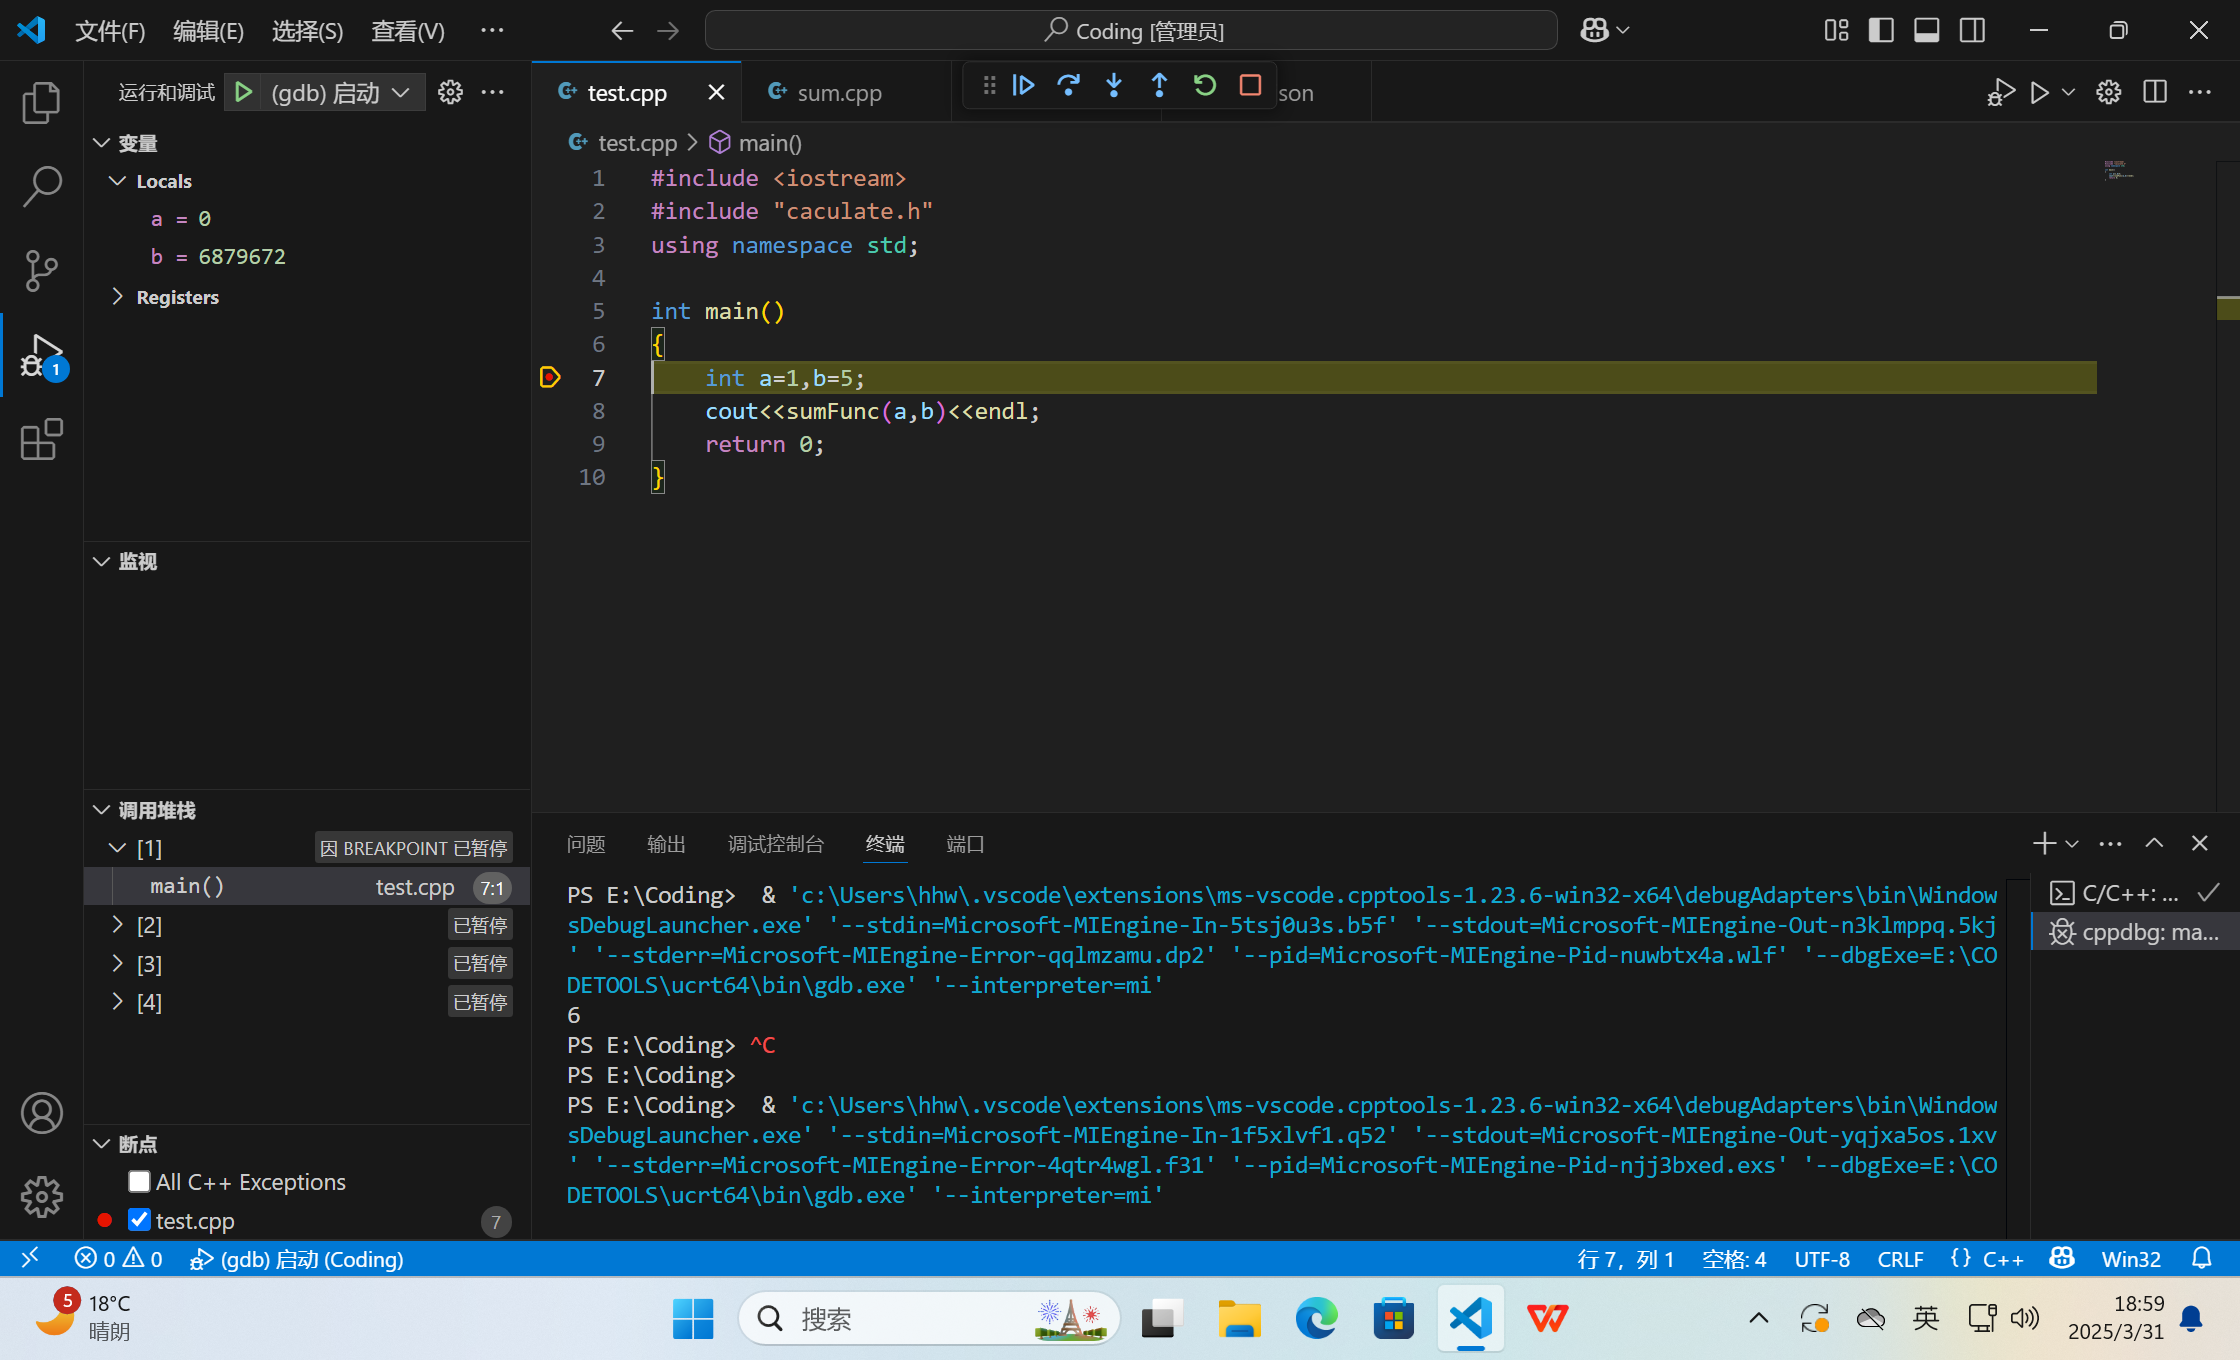 文件(F) 编辑(E) 选择(S) 查看(V) ··· Coding [管理员]
运行和调试 (gdb) 启动 ···
test.cpp sum.cpp son ···
变量
Locals
a = 0
b = 6879672
Registers
监视
调用堆栈
[1] 因 BREAKPOINT 已暂停
main() test.cpp 7:1
[2] 已暂停
[3] 已暂停
[4] 已暂停
断点
All C++ Exceptions
test.cpp 7
1
test.cpp > main()
1 #include <iostream>
2 #include "caculate.h"
3 using namespace std;
4
5 int main()
6 {
7     int a=1,b=5;
8     cout<<sumFunc(a,b)<<endl;
9     return 0;
10 }
问题 输出 调试控制台 终端 端口
PS E:\Coding>  & 'c:\Users\hhw\.vscode\extensions\ms-vscode.cpptools-1.23.6-win32-x64\debugAdapters\bin\Window
sDebugLauncher.exe' '--stdin=Microsoft-MIEngine-In-5tsj0u3s.b5f' '--stdout=Microsoft-MIEngine-Out-n3klmppq.5kj
' '--stderr=Microsoft-MIEngine-Error-qqlmzamu.dp2' '--pid=Microsoft-MIEngine-Pid-nuwbtx4a.wlf' '--dbgExe=E:\CO
DETOOLS\ucrt64\bin\gdb.exe' '--interpreter=mi'
6
PS E:\Coding> ^C
PS E:\Coding>
PS E:\Coding>  & 'c:\Users\hhw\.vscode\extensions\ms-vscode.cpptools-1.23.6-win32-x64\debugAdapters\bin\Window
sDebugLauncher.exe' '--stdin=Microsoft-MIEngine-In-1f5xlvf1.q52' '--stdout=Microsoft-MIEngine-Out-yqjxa5os.1xv
' '--stderr=Microsoft-MIEngine-Error-4qtr4wgl.f31' '--pid=Microsoft-MIEngine-Pid-njj3bxed.exs' '--dbgExe=E:\CO
DETOOLS\ucrt64\bin\gdb.exe' '--interpreter=mi'
C/C++: ...
cppdbg: ma...
0 0 (gdb) 启动 (Coding) 行 7, 列 1 空格: 4 UTF-8 CRLF {} C++ Win32
5
18°C
晴朗
搜索
英
18:59
2025/3/31